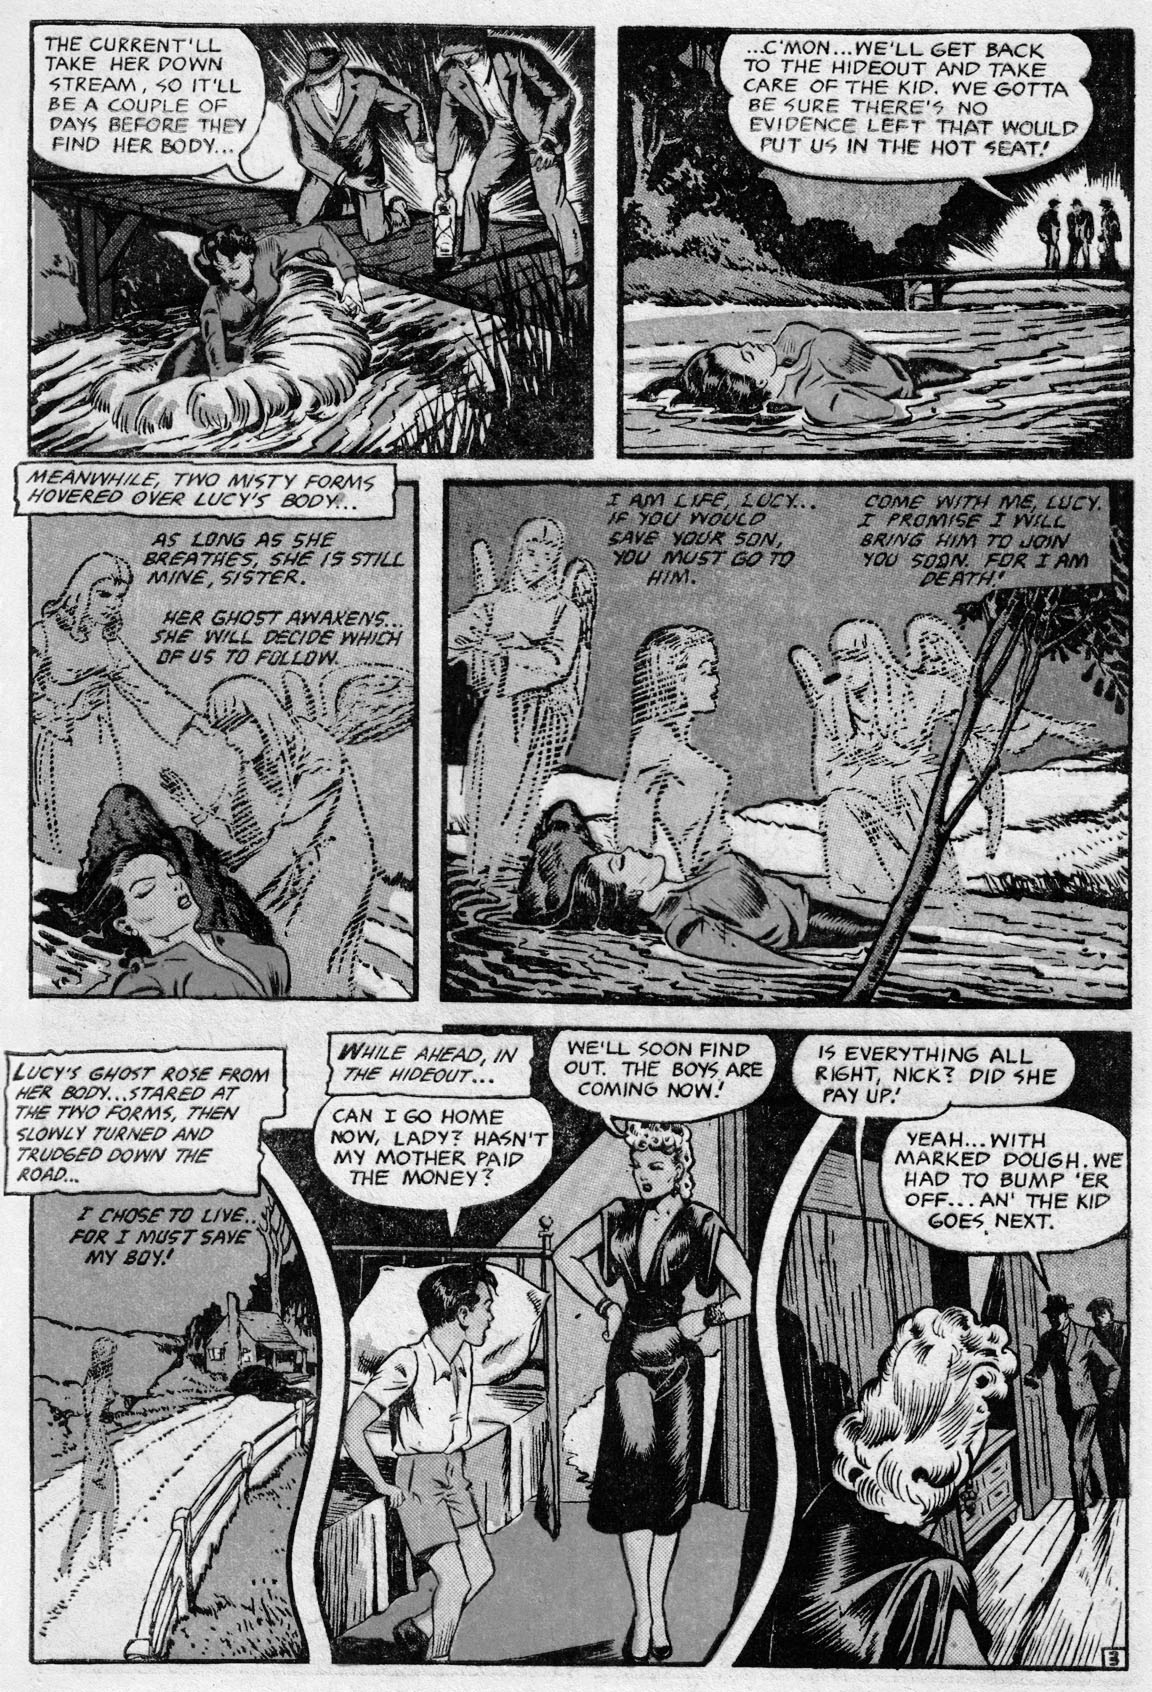 THE CURRENT'LL
TAKE HER DOWN
STREAM, SO IT'LL
BE A COUPLE OF
DAYS BEFORE THEY
FIND HER BODY...
...C'MON...WE'LL GET BACK
TO THE HIDEOUT AND TAKE
CARE OF THE KID. WE GOTTA
BE SURE THERE'S NO
EVIDENCE LEFT THAT WOULD
PUT US IN THE HOT SEAT!
MEANWHILE, TWO MISTY FORMS
HOVERED OVER LUCY'S BODY...
AS LONG AS SHE
BREATHES, SHE IS STILL
MINE, SISTER.
HER GHOST AWAKENS...
SHE WILL DECIDE WHICH
OF US TO FOLLOW.
I AM LIFE, LUCY...
IF YOU WOULD
SAVE YOUR SON,
YOU MUST GO TO
HIM.
COME WITH ME, LUCY.
I PROMISE I WILL
BRING HIM TO JOIN
YOU SOON. FOR I AM
DEATH!
LUCY'S GHOST ROSE FROM
HER BODY...STARED AT
THE TWO FORMS, THEN
SLOWLY TURNED AND
TRUDGED DOWN THE
ROAD...
I CHOSE TO LIVE..
FOR I MUST SAVE
MY BOY!
WHILE AHEAD, IN
THE HIDEOUT...
CAN I GO HOME
NOW, LADY? HASN'T
MY MOTHER PAID
THE MONEY?
WE'LL SOON FIND
OUT. THE BOYS ARE
COMING NOW!
IS EVERYTHING ALL
RIGHT, NICK? DID SHE
PAY UP!
YEAH...WITH
MARKED DOUGH. WE
HAD TO BUMP 'ER
OFF...AN' THE KID
GOES NEXT.
3